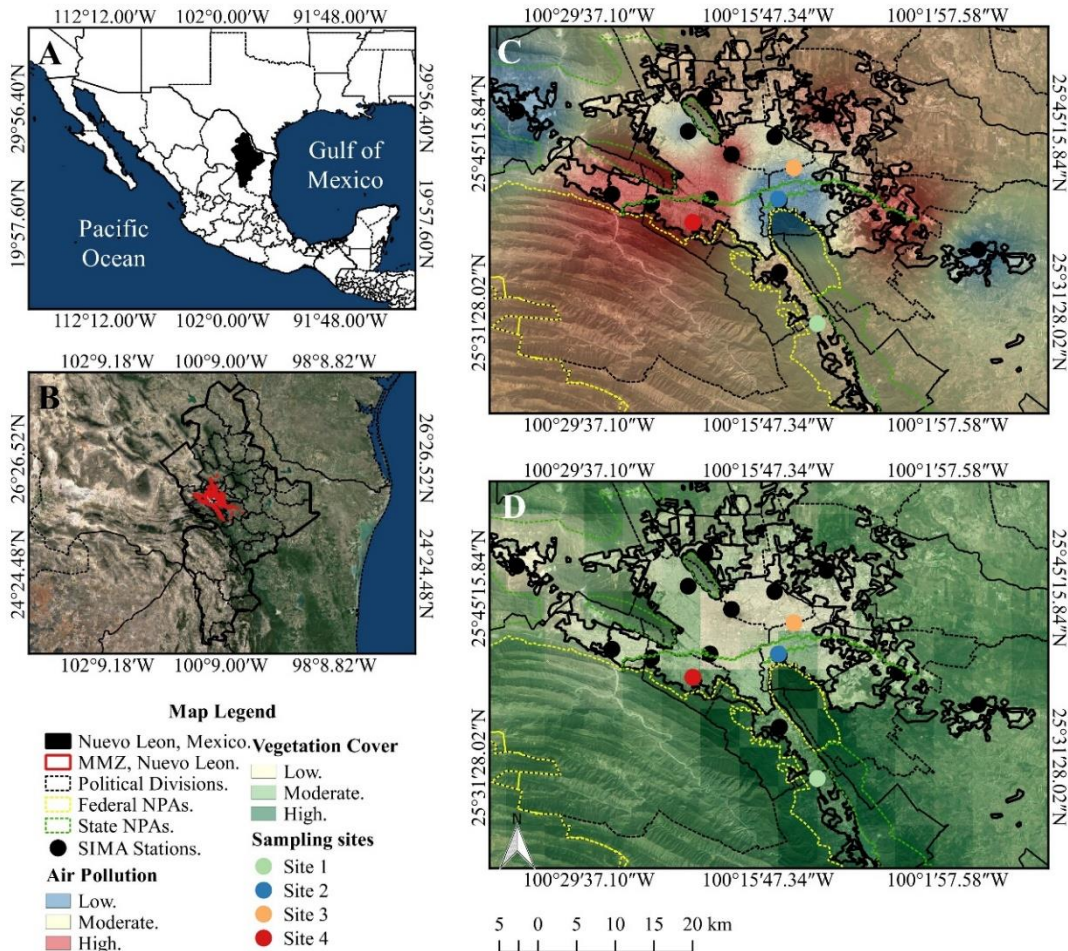 112°12.00'W 102°0.00'W 91°48.00'W
A
29°56.40'N
29°56.40'N
19°57.60'N
19°57.60'N
Gulf of
Mexico
Pacific
Ocean
112°12.00'W 102°0.00'W 91°48.00'W
102°9.18'W 100°9.00'W 98°8.82'W
B
26°26.52'N
26°26.52'N
24°24.48'N
24°24.48'N
102°9.18'W 100°9.00'W 98°8.82'W
Map Legend
Nuevo Leon, Mexico.
MMZ, Nuevo Leon.
Political Divisions.
Federal NPAs.
State NPAs.
SIMA Stations.
Air Pollution
Low.
Moderate.
High.
Vegetation Cover
Low.
Moderate.
High.
Sampling sites
Site 1
Site 2
Site 3
Site 4
100°29'37.10"W 100°15'47.34"W 100°1'57.58"W
C
25°45'15.84"N
25°45'15.84"N
25°31'28.02"N
25°31'28.02"N
100°29'37.10"W 100°15'47.34"W 100°1'57.58"W
100°29'37.10"W 100°15'47.34"W 100°1'57.58"W
D
25°45'15.84"N
25°45'15.84"N
25°31'28.02"N
25°31'28.02"N
N
100°29'37.10"W 100°15'47.34"W 100°1'57.58"W
5 0 5 10 15 20 km